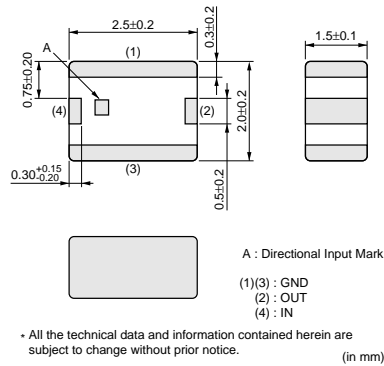 2.5±0.2
A
(1)
0.3±0.2
1.5±0.1
0.75±0.20
(4)
(2)
2.0±0.2
(3)
0.30 +0.15 -0.20
0.5±0.2
A : Directional Input Mark
(1)(3) : GND
(2) : OUT
(4) : IN
* All the technical data and information contained herein are
subject to change without prior notice.
(in mm)